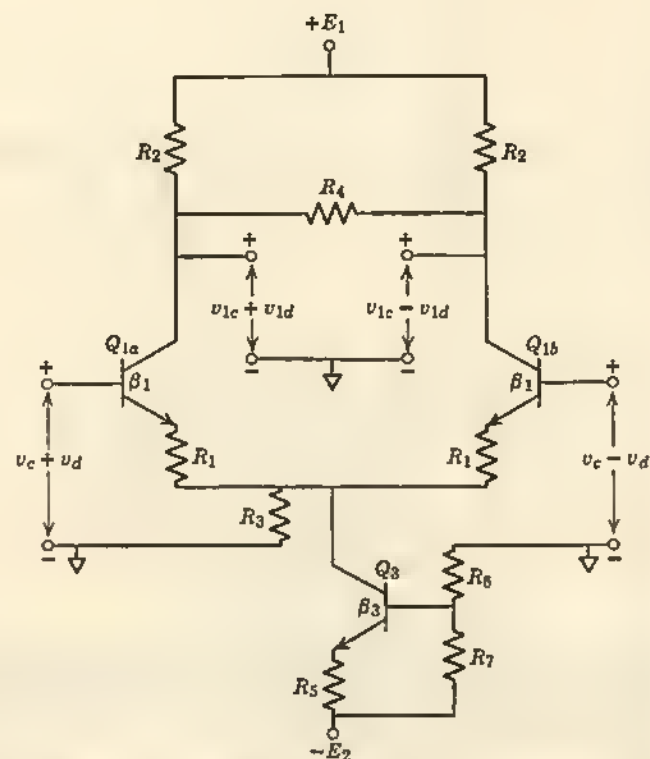 +E₁
R₂
R₂
R₄
+
+
v₁c + v₁d
v₁c − v₁d
Q₁a
Q₁b
+
β₁
−
−
β₁
+
v_c + v_d
R₁
R₁
v_c − v_d
R₃
−
−
Q₃
R₆
β₃
R₅
R₇
−E₂